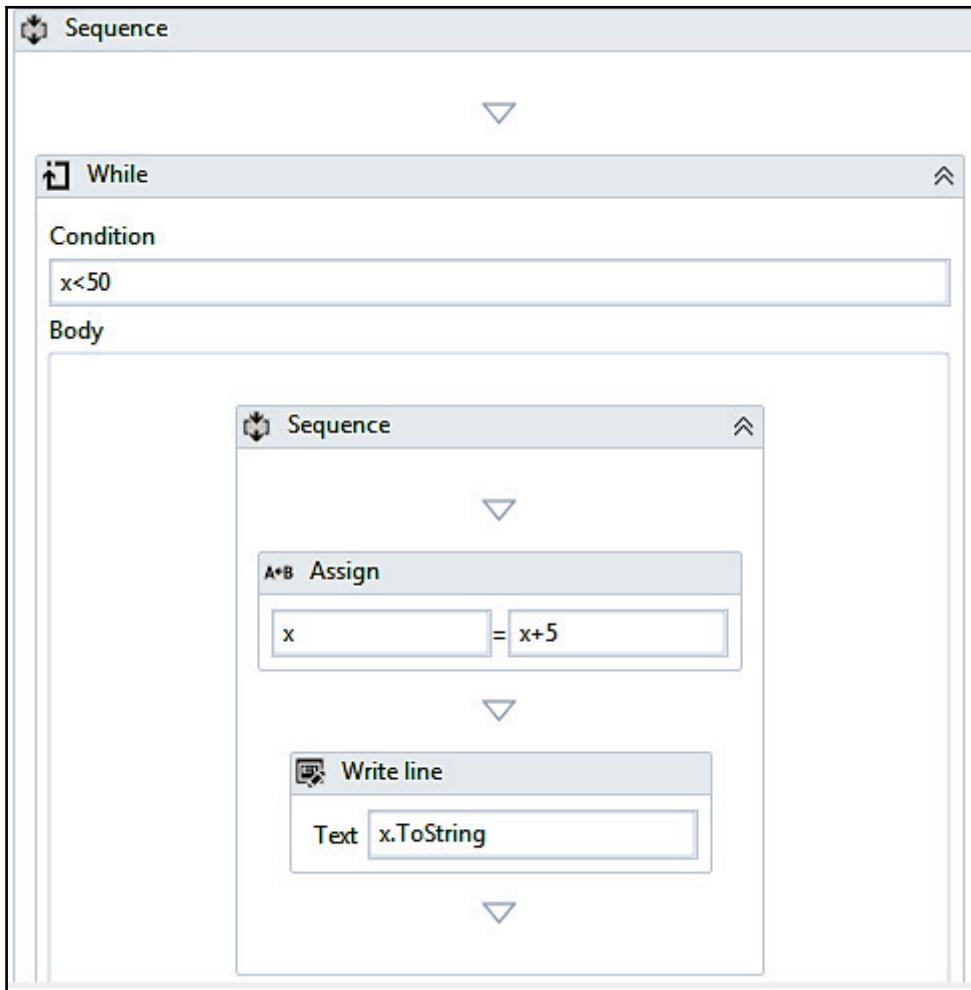 Sequence
While
Condition
x<50
Body
Sequence
A+B Assign
x = x+5
Write line
Text x.ToString